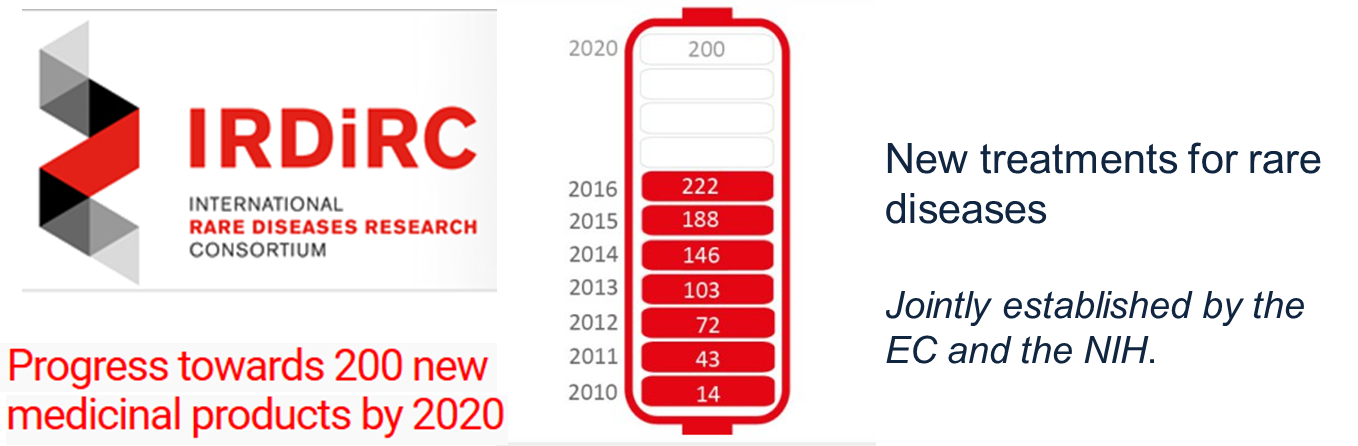 IRDiRC
INTERNATIONAL
RARE DISEASES RESEARCH
CONSORTIUM
Progress towards 200 new
medicinal products by 2020
2020 200
2016 222
2015 188
2014 146
2013 103
2012 72
2011 43
2010 14
New treatments for rare
diseases
Jointly established by the
EC and the NIH.